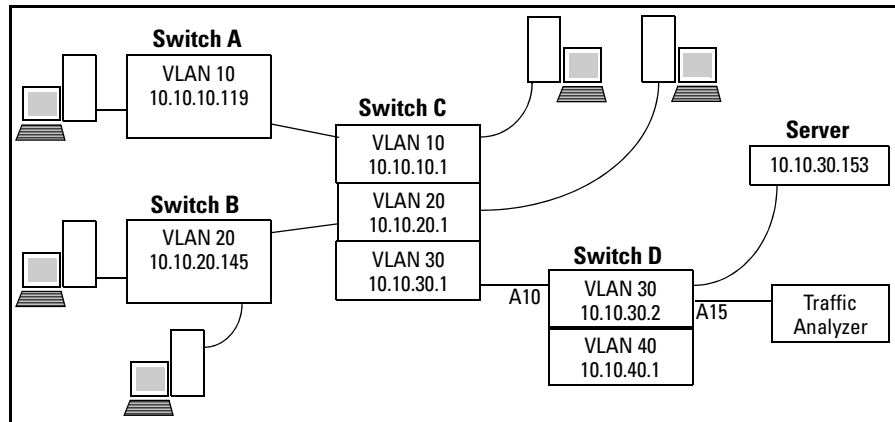 Switch A
VLAN 10
10.10.10.119
Switch C
VLAN 10
10.10.10.1
VLAN 20
10.10.20.1
VLAN 30
10.10.30.1
Server
10.10.30.153
Switch B
VLAN 20
10.10.20.145
Switch D
A10
VLAN 30
10.10.30.2
A15
VLAN 40
10.10.40.1
Traffic
Analyzer